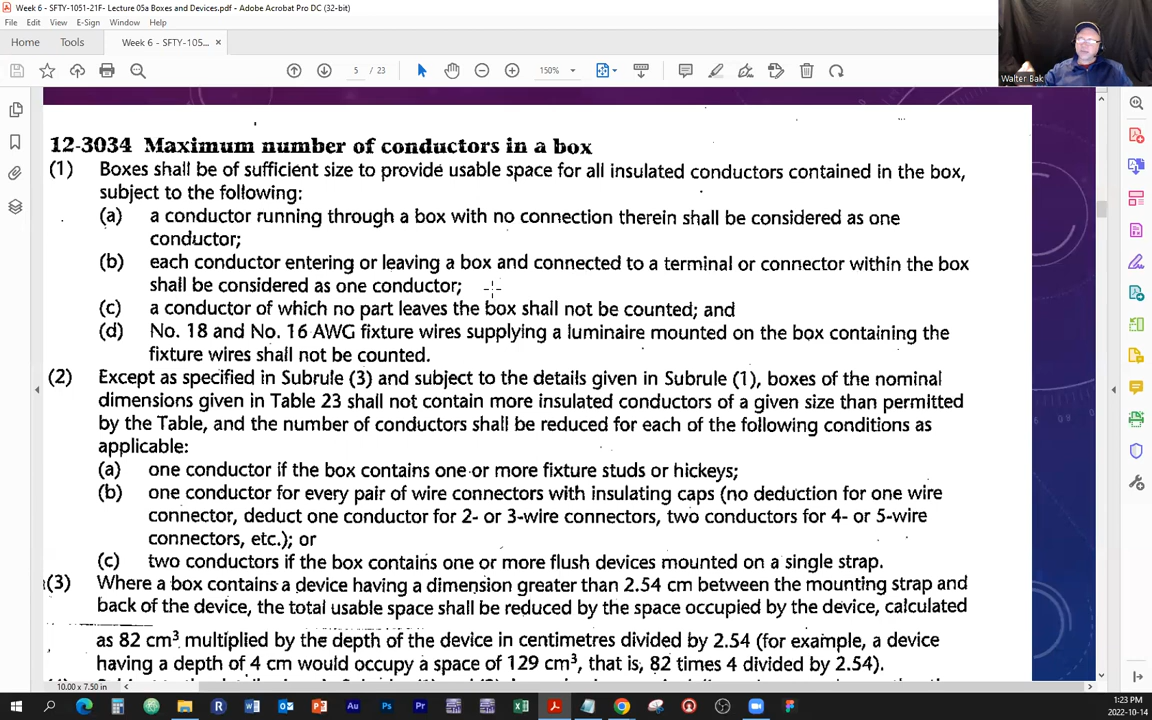 Week 6 - SFTY-1051-21F- Lecture 05a Boxes and Devices.pdf - Adobe Acrobat Pro DC (32-bit)
File Edit View E-Sign Window Help
Home Tools Week 6 - SFTY-105... ×
5 / 23 150%
Walter Bak
12-3034 Maximum number of conductors in a box
(1) Boxes shall be of sufficient size to provide usable space for all insulated conductors contained in the box,
subject to the following:
(a) a conductor running through a box with no connection therein shall be considered as one
conductor;
(b) each conductor entering or leaving a box and connected to a terminal or connector within the box
shall be considered as one conductor;
(c) a conductor of which no part leaves the box shall not be counted; and
(d) No. 18 and No. 16 AWG fixture wires supplying a luminaire mounted on the box containing the
fixture wires shall not be counted.
(2) Except as specified in Subrule (3) and subject to the details given in Subrule (1), boxes of the nominal
dimensions given in Table 23 shall not contain more insulated conductors of a given size than permitted
by the Table, and the number of conductors shall be reduced for each of the following conditions as
applicable:
(a) one conductor if the box contains one or more fixture studs or hickeys;
(b) one conductor for every pair of wire connectors with insulating caps (no deduction for one wire
connector, deduct one conductor for 2- or 3-wire connectors, two conductors for 4- or 5-wire
connectors, etc.); or
(c) two conductors if the box contains one or more flush devices mounted on a single strap.
(3) Where a box contains a device having a dimension greater than 2.54 cm between the mounting strap and
back of the device, the total usable space shall be reduced by the space occupied by the device, calculated
as 82 cm³ multiplied by the depth of the device in centimetres divided by 2.54 (for example, a device
having a depth of 4 cm would occupy a space of 129 cm³, that is, 82 times 4 divided by 2.54).
10.00 x 7.50 in
1:23 PM
2022-10-14